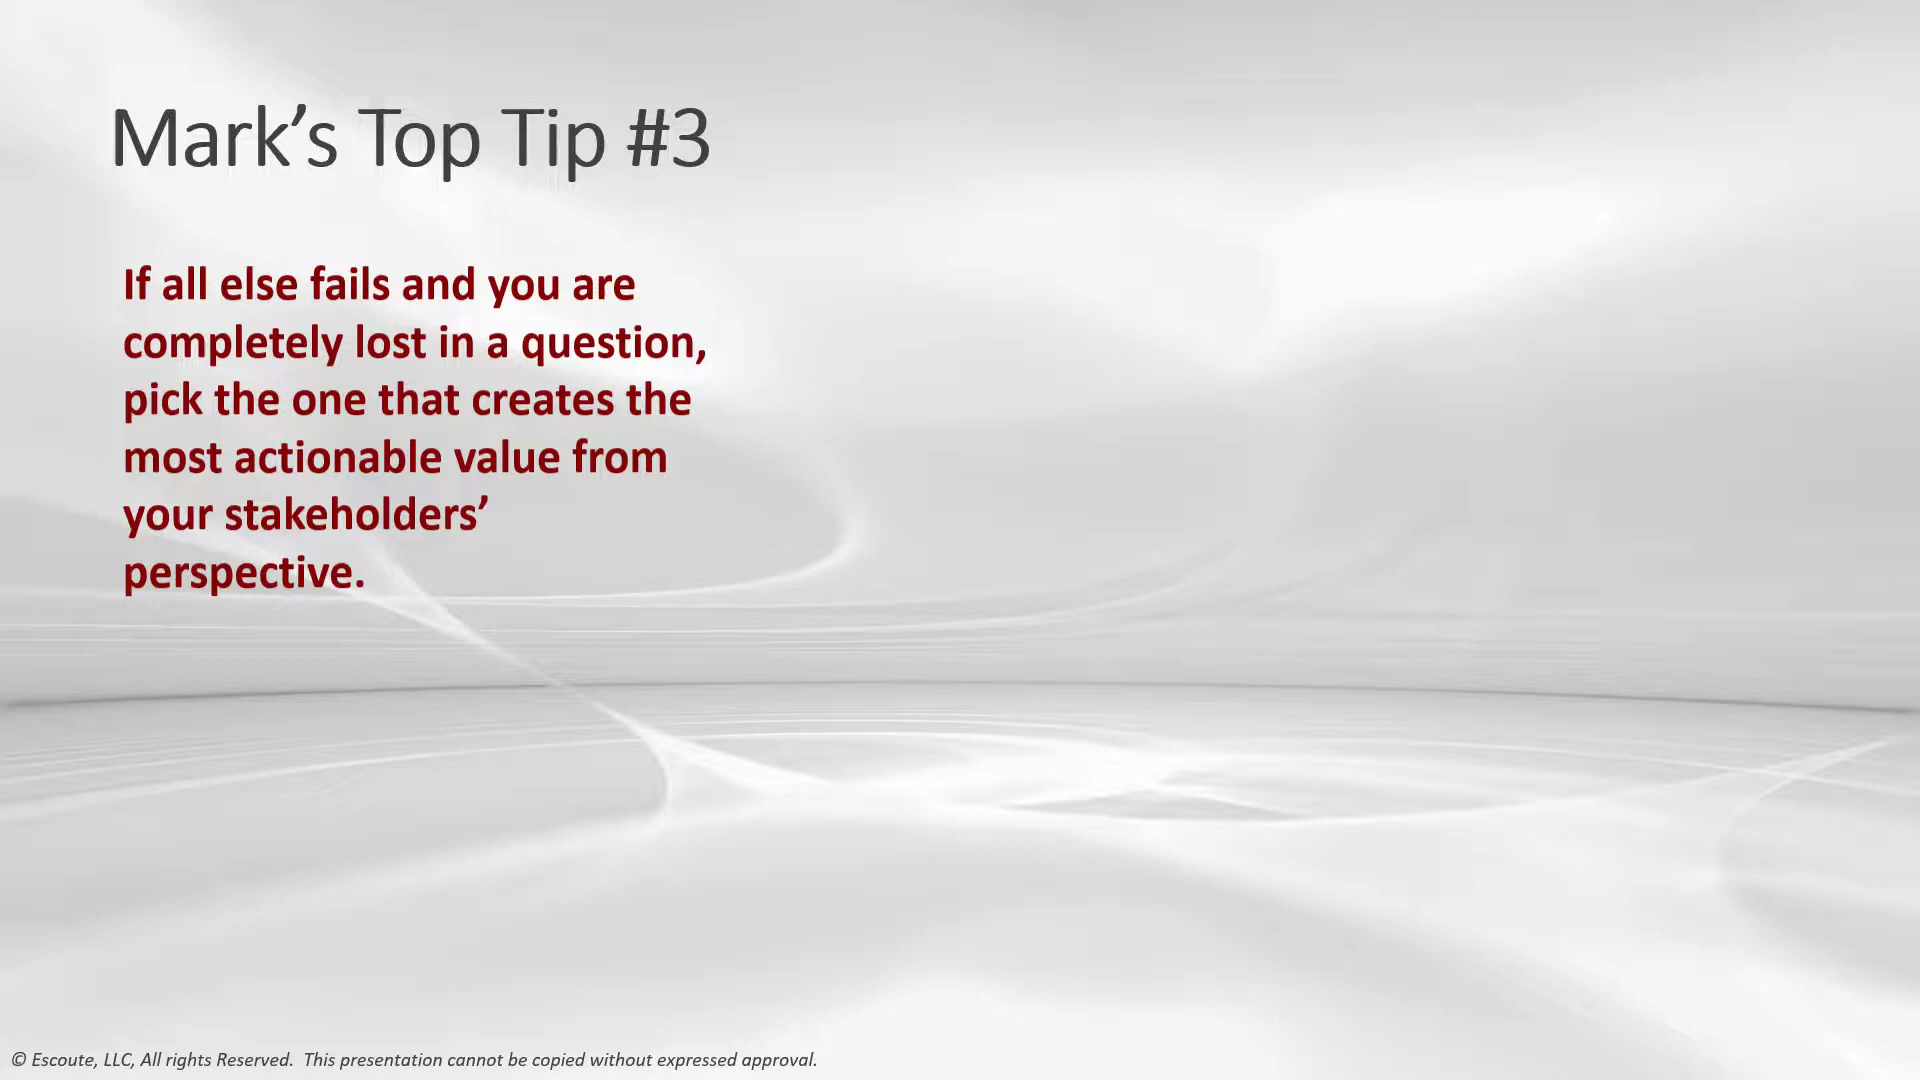 Mark’s Top Tip #3
If all else fails and you are
completely lost in a question,
pick the one that creates the
most actionable value from
your stakeholders’
perspective.
© Escoute, LLC, All rights Reserved.  This presentation cannot be copied without expressed approval.